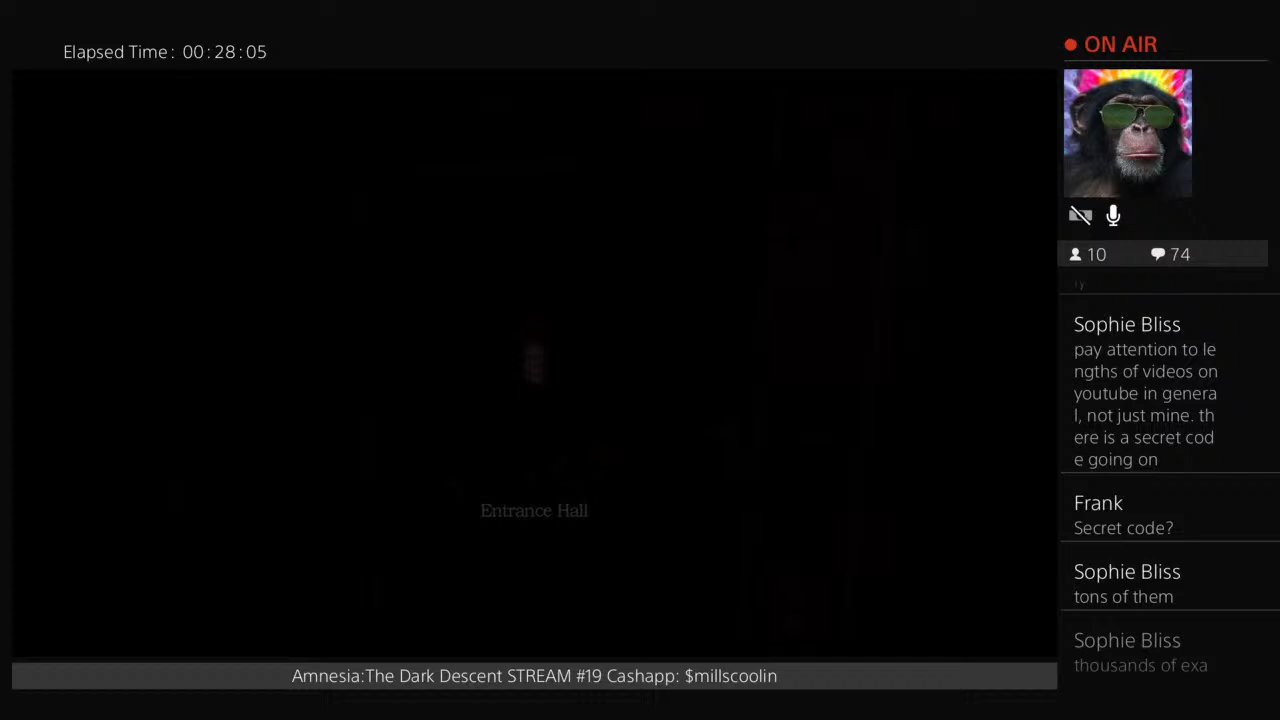 Elapsed Time: 00:28:05
ON AIR
10 74
Sophie Bliss
pay attention to le
ngths of videos on
youtube in genera
l, not just mine. th
ere is a secret cod
e going on
Frank
Secret code?
Sophie Bliss
tons of them
Sophie Bliss
thousands of exa
Entrance Hall
Amnesia:The Dark Descent STREAM #19 Cashapp: $millscoolin